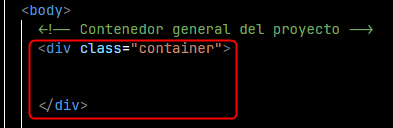 <body>
<!-- Contenedor general del proyecto -->
<div class="container">
</div>